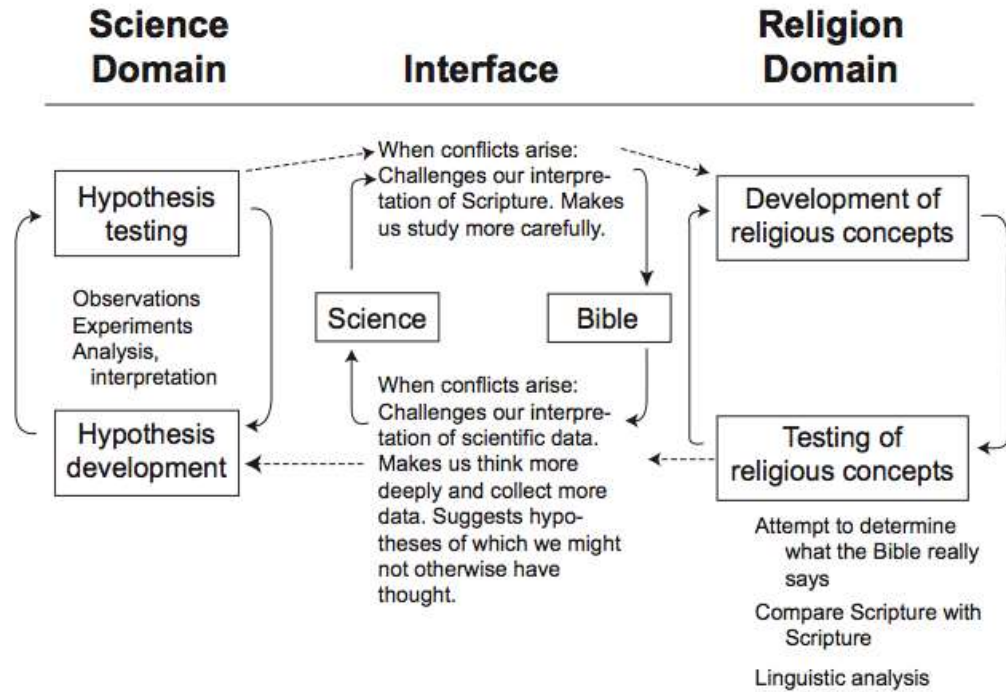 Science
Domain
Interface
Religion
Domain
Hypothesis
testing
Observations
Experiments
Analysis,
interpretation
Hypothesis
development
When conflicts arise:
Challenges our interpre-
tation of Scripture. Makes
us study more carefully.
Science
Bible
When conflicts arise:
Challenges our interpre-
tation of scientific data.
Makes us think more
deeply and collect more
data. Suggests hypo-
theses of which we might
not otherwise have
thought.
Development of
religious concepts
Testing of
religious concepts
Attempt to determine
what the Bible really
says
Compare Scripture with
Scripture
Linguistic analysis